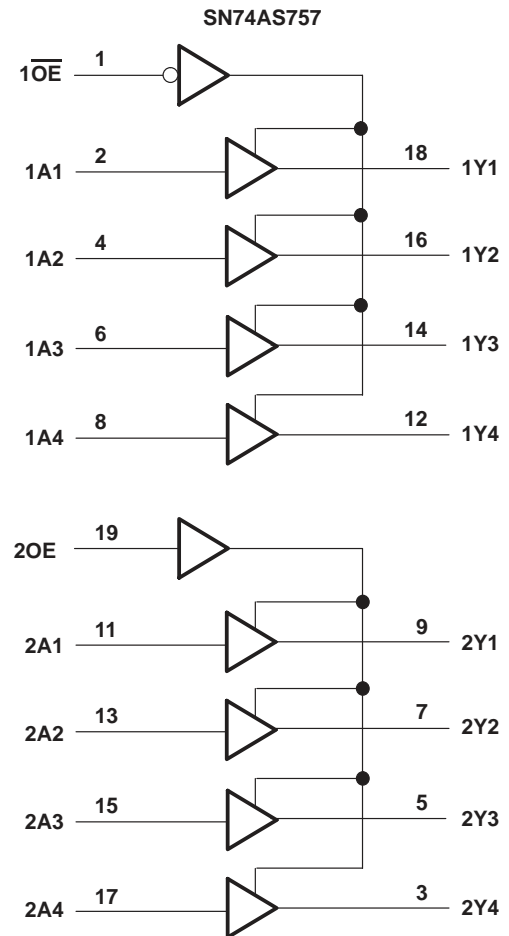 SN74AS757
1O̅E̅ 1
1A1 2 18 1Y1
1A2 4 16 1Y2
1A3 6 14 1Y3
1A4 8 12 1Y4
2OE 19
2A1 11 9 2Y1
2A2 13 7 2Y2
2A3 15 5 2Y3
2A4 17 3 2Y4